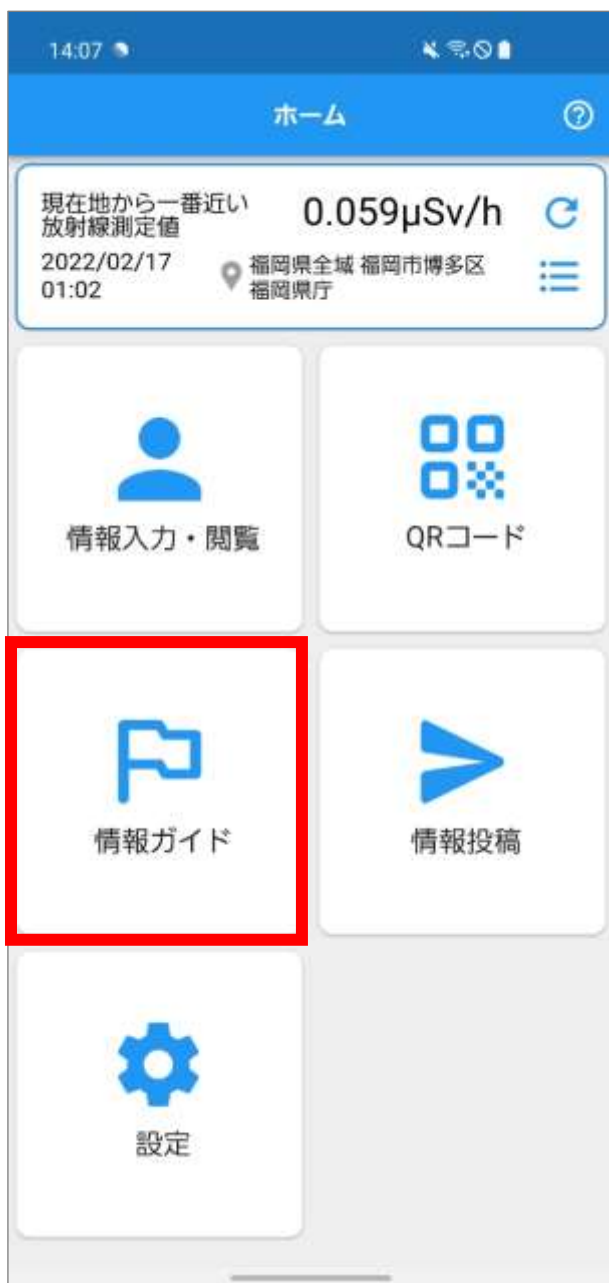 14:07
ホーム
現在地から一番近い
放射線測定値
0.059μSv/h
2022/02/17
01:02
福岡県全域 福岡市博多区
福岡県庁
情報入力・閲覧
QRコード
情報ガイド
情報投稿
設定